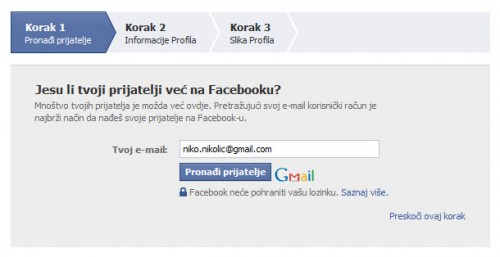 Korak 1
Pronađi prijatelje
Korak 2
Informacije Profila
Korak 3
Slika Profila
Jesu li tvoji prijatelji već na Facebooku?
Mnoštvo tvojih prijatelja je možda već ovdje. Pretražujući svoj e-mail korisnički račun je
najbrži način da nađeš svoje prijatelje na Facebook-u.
Tvoj e-mail: niko.nikolic@gmail.com
Pronađi prijatelje Gmail
Facebook neće pohraniti vašu lozinku. Saznaj više.
Preskoči ovaj korak